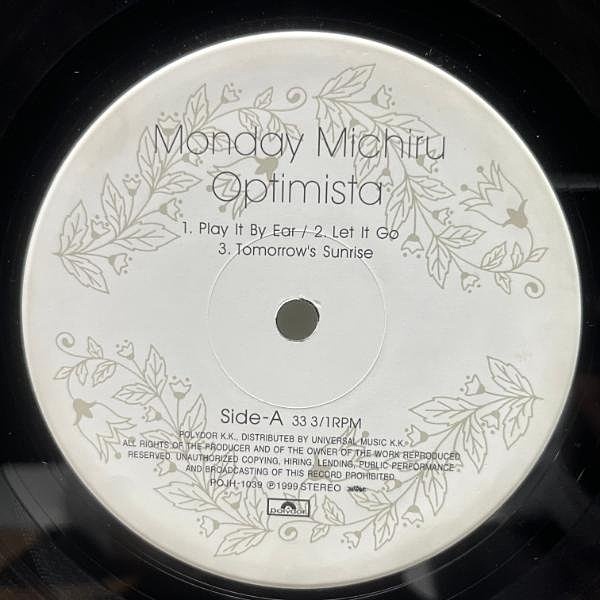 Monday Michiru
Optimista
1. Play It By Ear / 2. Let It Go
3. Tomorrow's Sunrise
Side-A 33 3/1RPM
POLYDOR K.K., DISTRIBUTED BY UNIVERSAL MUSIC K.K.
ALL RIGHTS OF THE PRODUCER AND OF THE OWNER OF THE WORK REPRODUCED
RESERVED. UNAUTHORIZED COPYING, HIRING, LENDING, PUBLIC PERFORMANCE
AND BROADCASTING OF THIS RECORD PROHIBITED.
POJH-1039 Ⓟ1999 STEREO
polydor